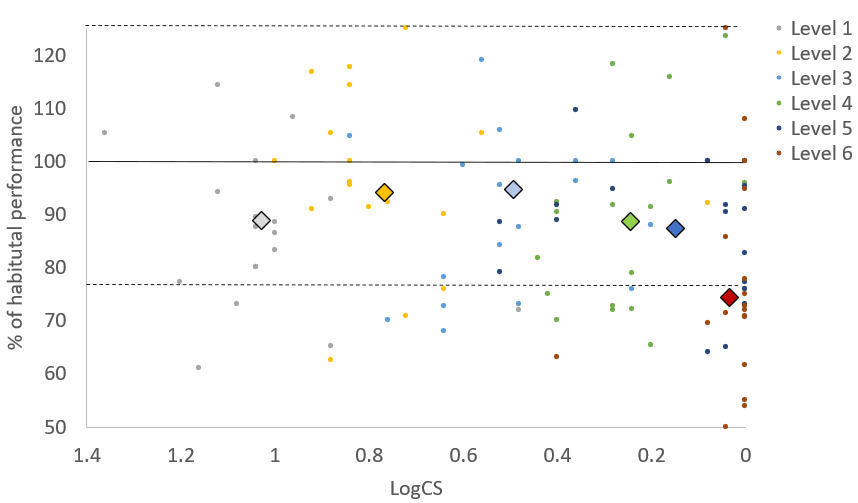 % of habitutal performance
120
110
100
90
80
70
60
50
1.4 1.2 1 0.8 0.6 0.4 0.2 0
LogCS
Level 1
Level 2
Level 3
Level 4
Level 5
Level 6